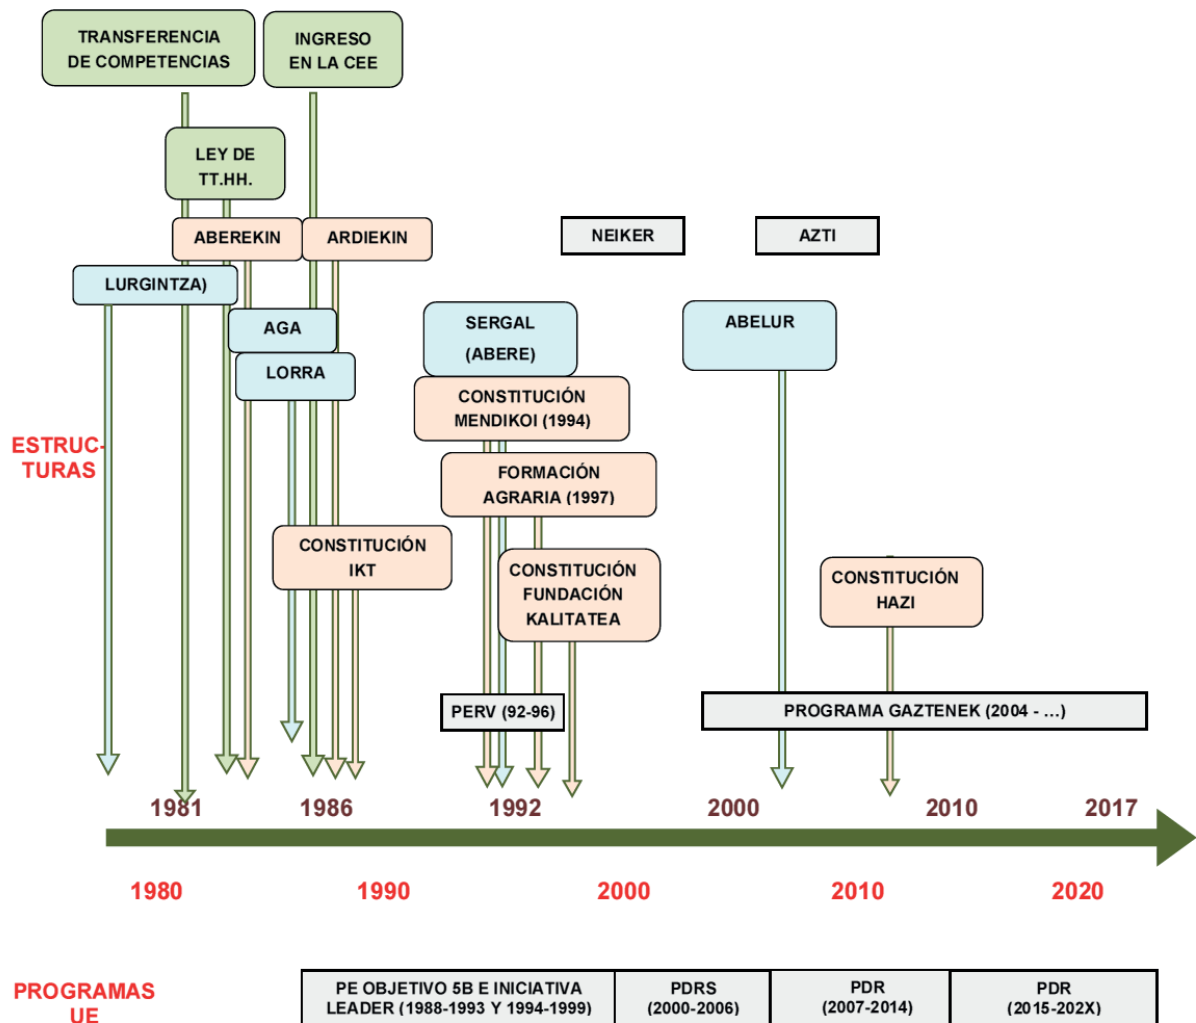 TRANSFERENCIA
DE COMPETENCIAS
INGRESO
EN LA CEE
LEY DE
TT.HH.
ABEREKIN
ARDIEKIN
NEIKER
AZTI
LURGINTZA)
AGA
LORRA
SERGAL
(ABERE)
ABELUR
CONSTITUCIÓN
MENDIKOI (1994)
ESTRUC-
TURAS
FORMACIÓN
AGRARIA (1997)
CONSTITUCIÓN
IKT
CONSTITUCIÓN
FUNDACIÓN
KALITATEA
CONSTITUCIÓN
HAZI
PERV (92-96)
PROGRAMA GAZTENEK (2004 - ...)
1981 1986 1992 2000 2010 2017
1980 1990 2000 2010 2020
PROGRAMAS
UE
PE OBJETIVO 5B E INICIATIVA
LEADER (1988-1993 Y 1994-1999)
PDRS
(2000-2006)
PDR
(2007-2014)
PDR
(2015-202X)